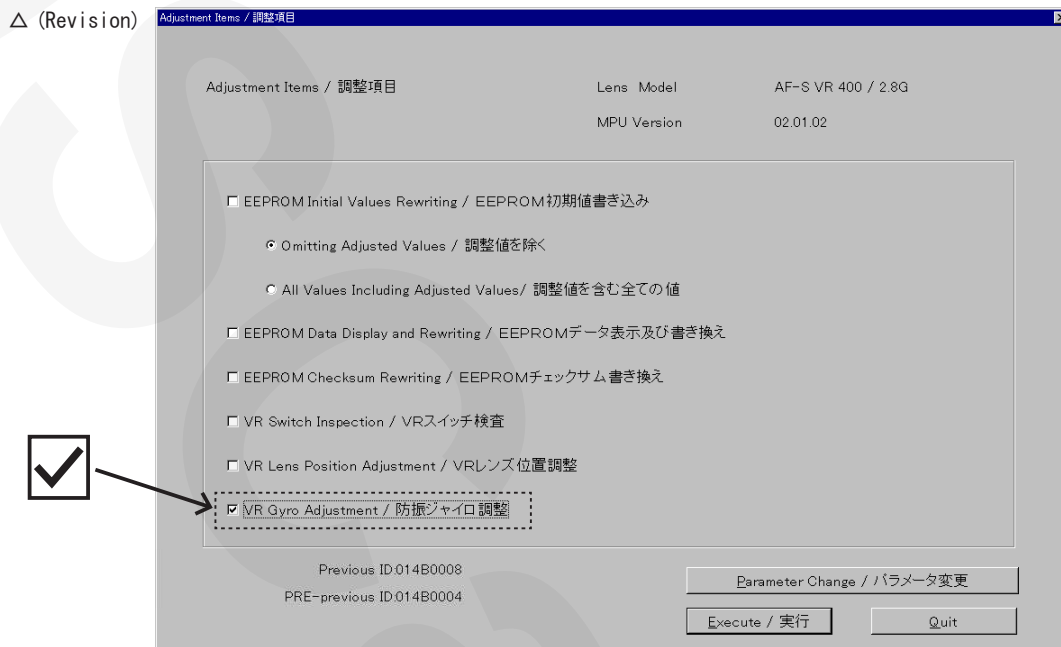 △ (Revision)
Adjustment Items / 調整項目
Adjustment Items / 調整項目
Lens Model AF-S VR 400 / 2.8G
MPU Version 02.01.02
EEPROM Initial Values Rewriting / EEPROM初期値書き込み
Omitting Adjusted Values / 調整値を除く
All Values Including Adjusted Values/ 調整値を含む全ての値
EEPROM Data Display and Rewriting / EEPROMデータ表示及び書き換え
EEPROM Checksum Rewriting / EEPROMチェックサム書き換え
VR Switch Inspection / VRスイッチ検査
VR Lens Position Adjustment / VRレンズ位置調整
VR Gyro Adjustment / 防振ジャイロ調整
Previous ID:014B0008
PRE-previous ID:014B0004
Parameter Change / パラメータ変更
Execute / 実行
Quit